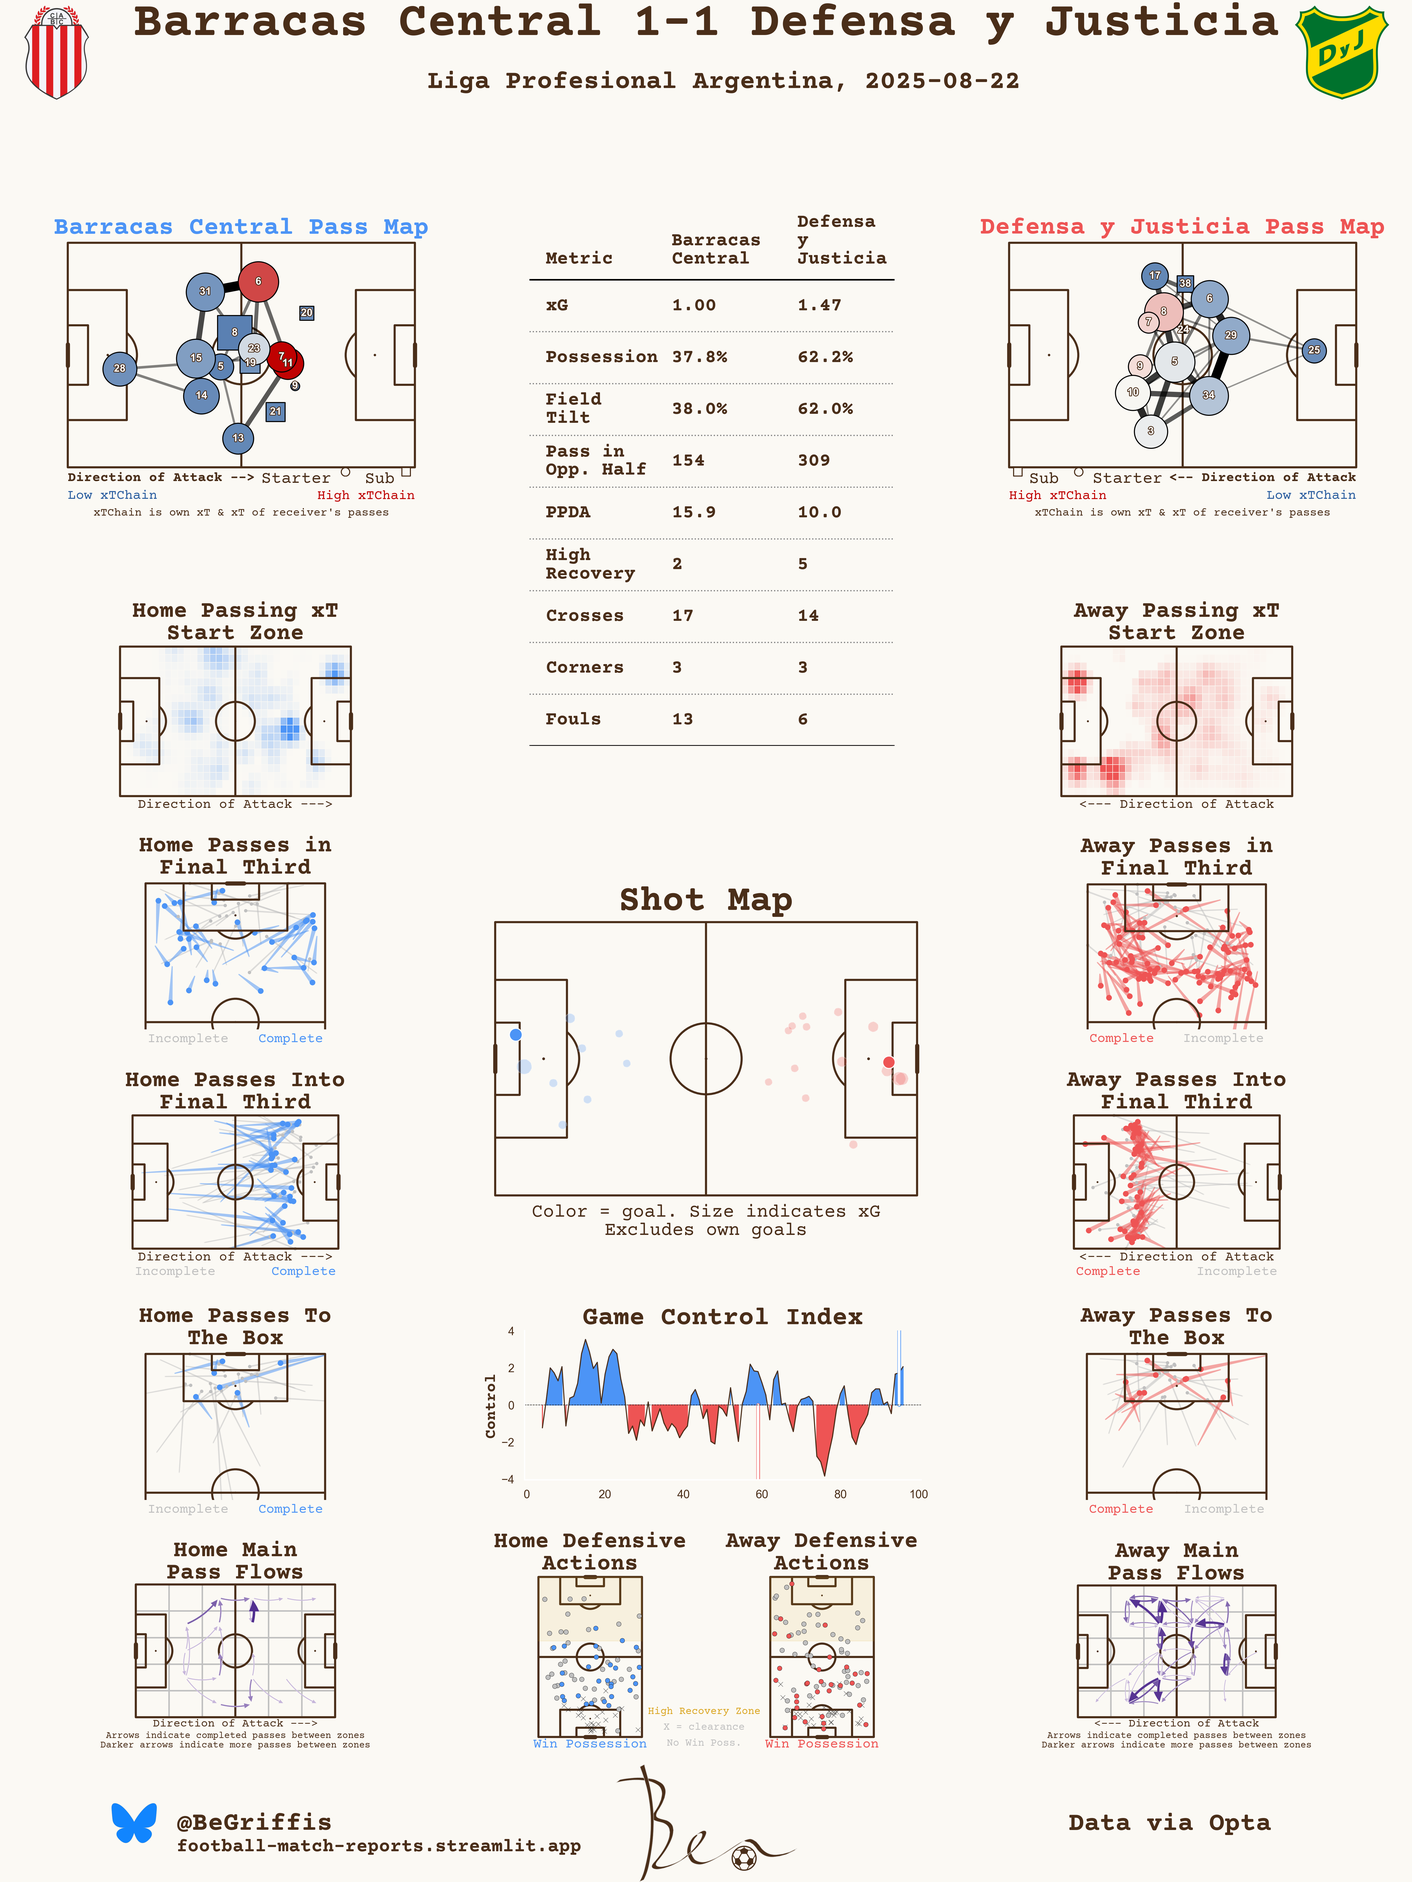 Barracas Central 1-1 Defensa y Justicia
CIA
BC
DyJ
Liga Profesional Argentina, 2025-08-22
Barracas Central Pass Map
31
6
20
8
23
7
11
15
5
19
28
9
14
21
13
Direction of Attack --> Starter Sub
Low xTChain High xTChain
xTChain is own xT & xT of receiver's passes
Metric Barracas Central Defensa y Justicia
xG 1.00 1.47
Possession 37.8% 62.2%
Field Tilt 38.0% 62.0%
Pass in Opp. Half 154 309
PPDA 15.9 10.0
High Recovery 2 5
Crosses 17 14
Corners 3 3
Fouls 13 6
Defensa y Justicia Pass Map
17
38
6
8
7
24
29
25
5
9
10
34
3
Sub Starter <-- Direction of Attack
High xTChain Low xTChain
xTChain is own xT & xT of receiver's passes
Home Passing xT
Start Zone
Direction of Attack --->
Away Passing xT
Start Zone
<--- Direction of Attack
Home Passes in
Final Third
Incomplete Complete
Away Passes in
Final Third
Complete Incomplete
Shot Map
Color = goal. Size indicates xG
Excludes own goals
Home Passes Into
Final Third
Direction of Attack --->
Incomplete Complete
Away Passes Into
Final Third
<--- Direction of Attack
Complete Incomplete
Home Passes To
The Box
Incomplete Complete
Game Control Index
Control
4
2
0
−2
−4
0 20 40 60 80 100
Away Passes To
The Box
Complete Incomplete
Home Main
Pass Flows
Direction of Attack --->
Arrows indicate completed passes between zones
Darker arrows indicate more passes between zones
Home Defensive
Actions
Win Possession
Away Defensive
Actions
Win Possession
High Recovery Zone
X = clearance
No Win Poss.
Away Main
Pass Flows
<--- Direction of Attack
Arrows indicate completed passes between zones
Darker arrows indicate more passes between zones
@BeGriffis
football-match-reports.streamlit.app
Ben
Data via Opta